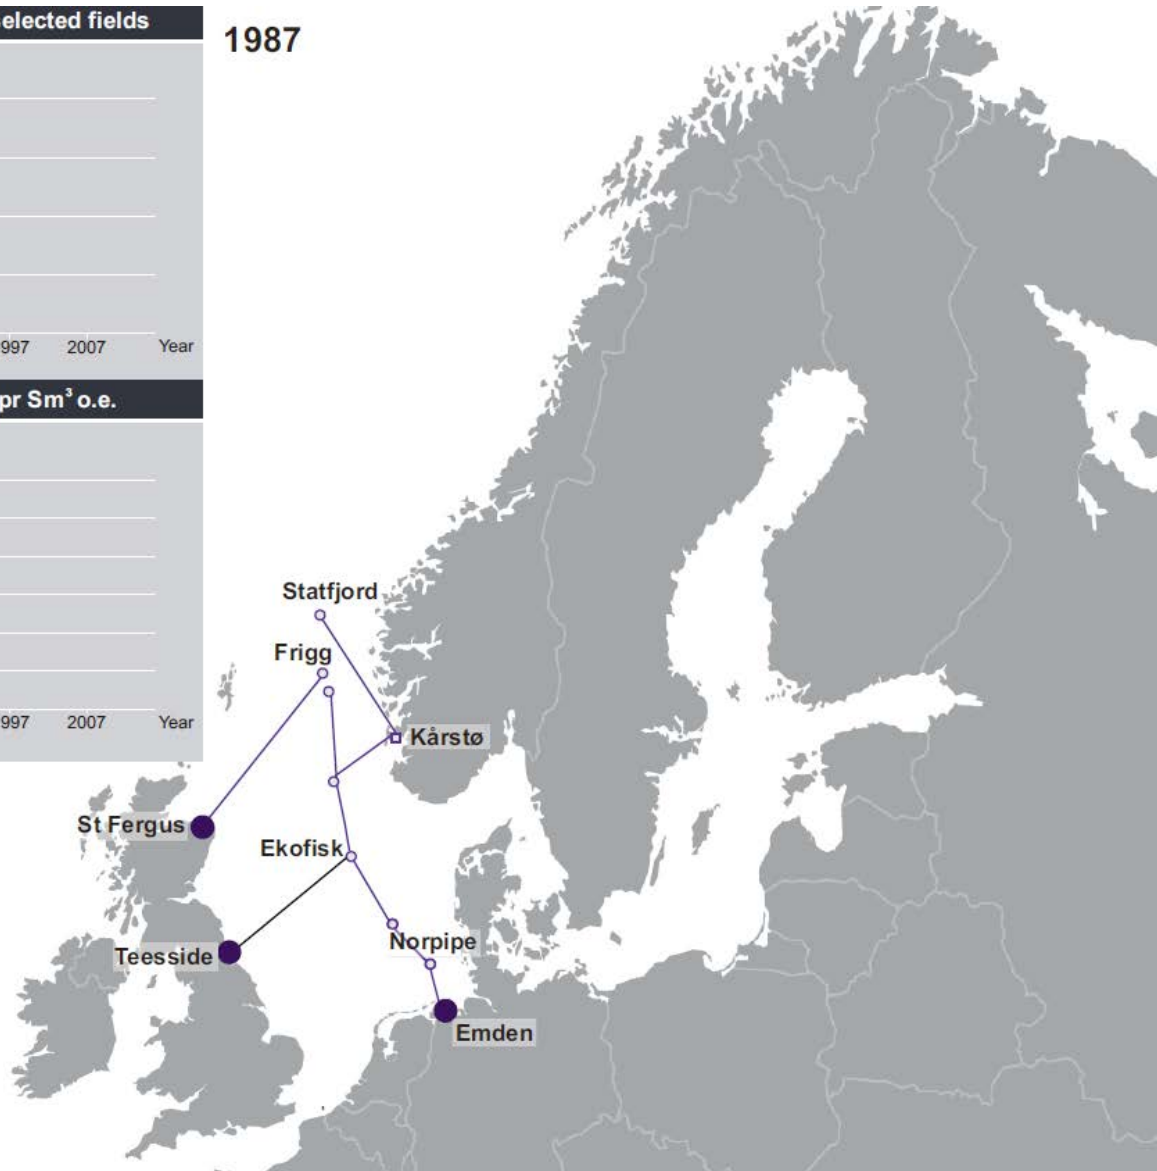 elected fields
1987
997 2007 Year
pr Sm³ o.e.
997 2007 Year
Statfjord
Frigg
Kårstø
St Fergus
Ekofisk
Norpipe
Teesside
Emden